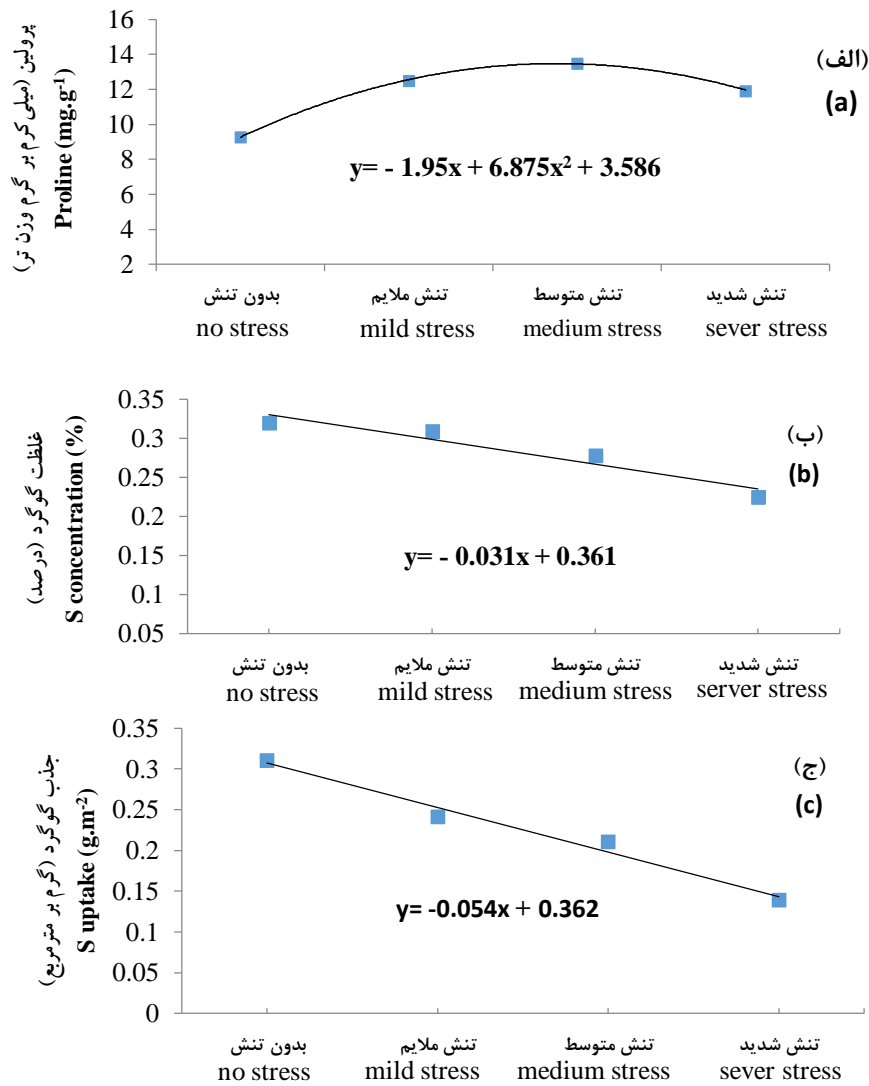 پرولین (میلی کرم بر گرم وزن تر)
Proline (mg.g⁻¹)
16
14
12
10
8
6
4
2
(الف)
(a)
y= - 1.95x + 6.875x² + 3.586
بدون تنش
no stress
تنش ملایم
mild stress
تنش متوسط
medium stress
تنش شدید
sever stress
غلظت گوگرد (درصد)
S concentration (%)
0.35
0.3
0.25
0.2
0.15
0.1
0.05
(ب)
(b)
y= - 0.031x + 0.361
بدون تنش
no stress
تنش ملایم
mild stress
تنش متوسط
medium stress
تنش شدید
server stress
جذب گوگرد (گرم بر مترمربع)
S uptake (g.m⁻²)
0.35
0.3
0.25
0.2
0.15
0.1
0.05
0
(ج)
(c)
y= -0.054x + 0.362
بدون تنش
no stress
تنش ملایم
mild stress
تنش متوسط
medium stress
تنش شدید
sever stress